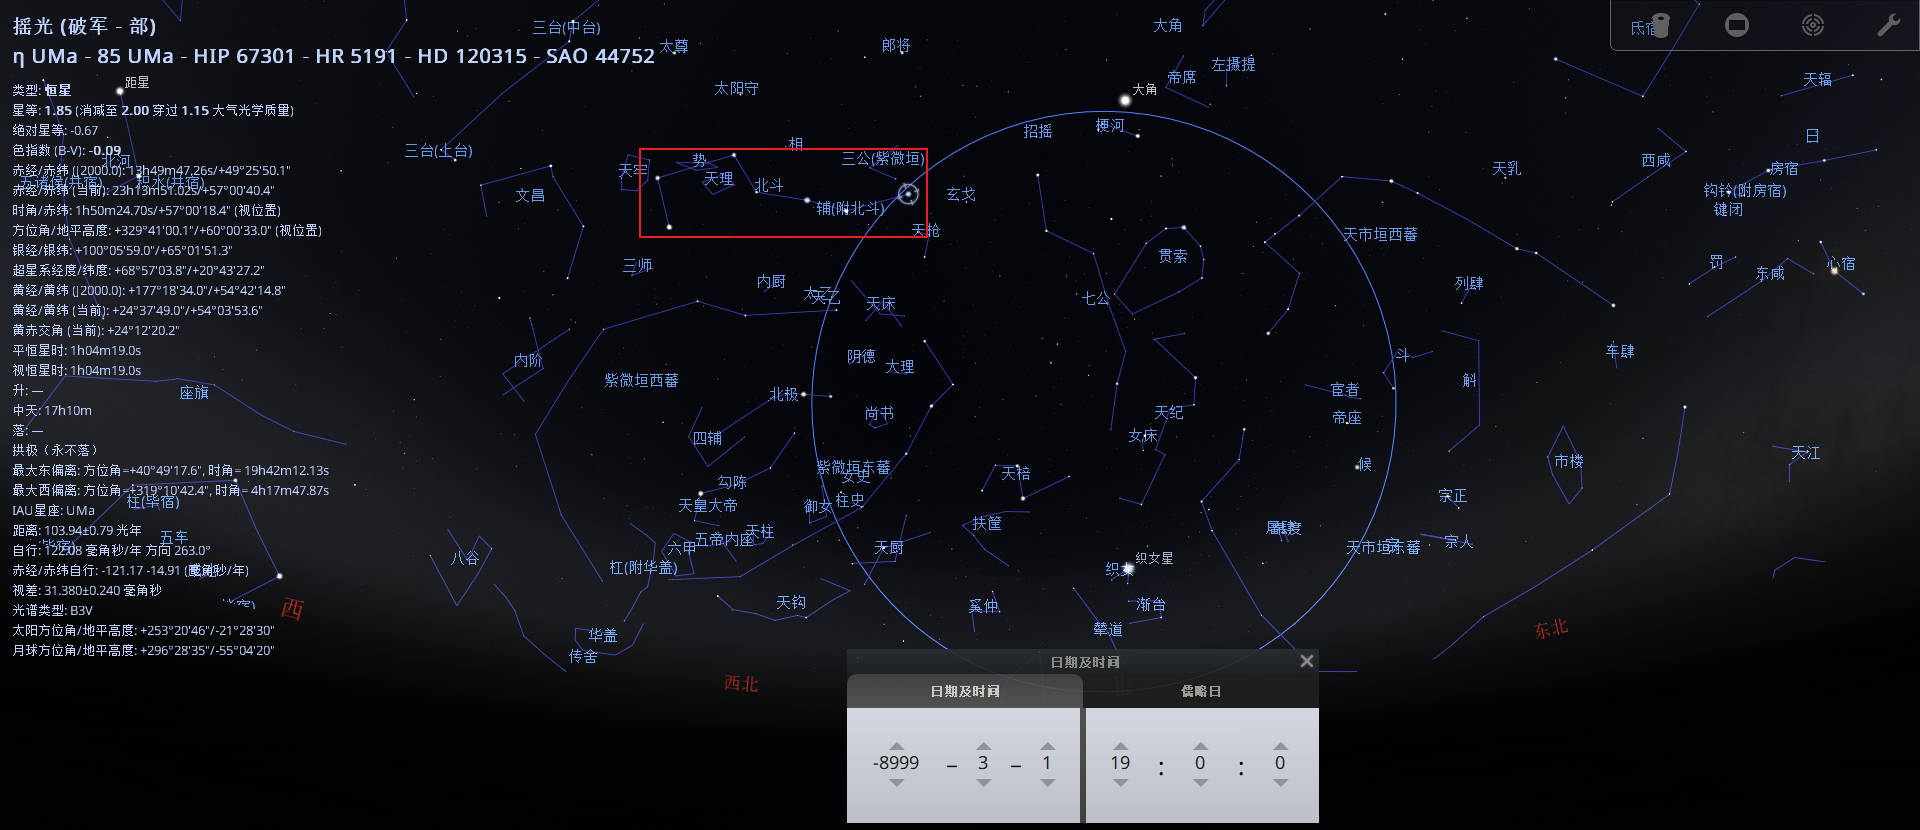 摇光 (破军 - 部)
η UMa - 85 UMa - HIP 67301 - HR 5191 - HD 120315 - SAO 44752
类型: 恒星
星等: 1.85 (消减至 2.00 穿过 1.15 大气光学质量)
绝对星等: -0.67
色指数 (B-V): -0.09
赤经/赤纬 (J2000.0): 13h49m47.26s/+49°25'50.1"
赤经/赤纬 (当前): 23h13m51.02s/+57°00'40.4"
时角/赤纬: 1h50m24.70s/+57°00'18.4" (视位置)
方位角/地平高度: +329°41'00.1"/+60°00'33.0" (视位置)
银经/银纬: +100°05'59.0"/+65°01'51.3"
超星系经度/纬度: +68°57'03.8"/+20°43'27.2"
黄经/黄纬 (J2000.0): +177°18'34.0"/+54°42'14.8"
黄经/黄纬 (当前): +24°37'49.0"/+54°03'53.6"
黄赤交角 (当前): +24°12'20.2"
平恒星时: 1h04m19.0s
视恒星时: 1h04m19.0s
升: —
中天: 17h10m
落: —
拱极（永不落）
最大东偏离: 方位角=+40°49'17.6", 时角= 19h42m12.13s
最大西偏离: 方位角=+319°10'42.4", 时角= 4h17m47.87s
IAU星座: UMa
距离: 103.94±0.79 光年
自行: 122.08 毫角秒/年 方向 263.0°
赤经/赤纬自行: -121.17 -14.91 (毫角秒/年)
视差: 31.380±0.240 毫角秒
光谱类型: B3V
太阳方位角/地平高度: +253°20'46"/-21°28'30"
月球方位角/地平高度: +296°28'35"/-55°04'20"
三台(中台)
太尊
郎将
大角
氐宿
左摄提
帝席
天辐
距星
太阳守
大角
招摇
梗河
日
三台(上台)
相
北河
势
三公(紫微垣)
西咸
房宿
天乳
天牢
天理
北斗
积水(井宿)
文昌
玄戈
钩钤(附房宿)
键闭
辅(附北斗)
天枪
天市垣西蕃
三师
贯索
罚
东咸
心宿
内厨
太乙
天乙
天床
七公
列肆
内阶
阴德
大理
斗
车肆
紫微垣西蕃
斛
座旗
北极
宦者
尚书
天纪
帝座
四辅
女床
天江
紫微垣东蕃
女史
天棓
候
市楼
勾陈
柱(毕宿)
天皇大帝
御女
柱史
宗正
扶筐
五车
五帝内座
天柱
六甲
天厨
天市垣东蕃
宗人
八谷
杠(附华盖)
织女星
织女
天钩
奚仲
渐台
西
华盖
辇道
东北
传舍
西北
日期及时间
日期及时间
儒略日
-8999 – 3 – 1
19 : 0 : 0